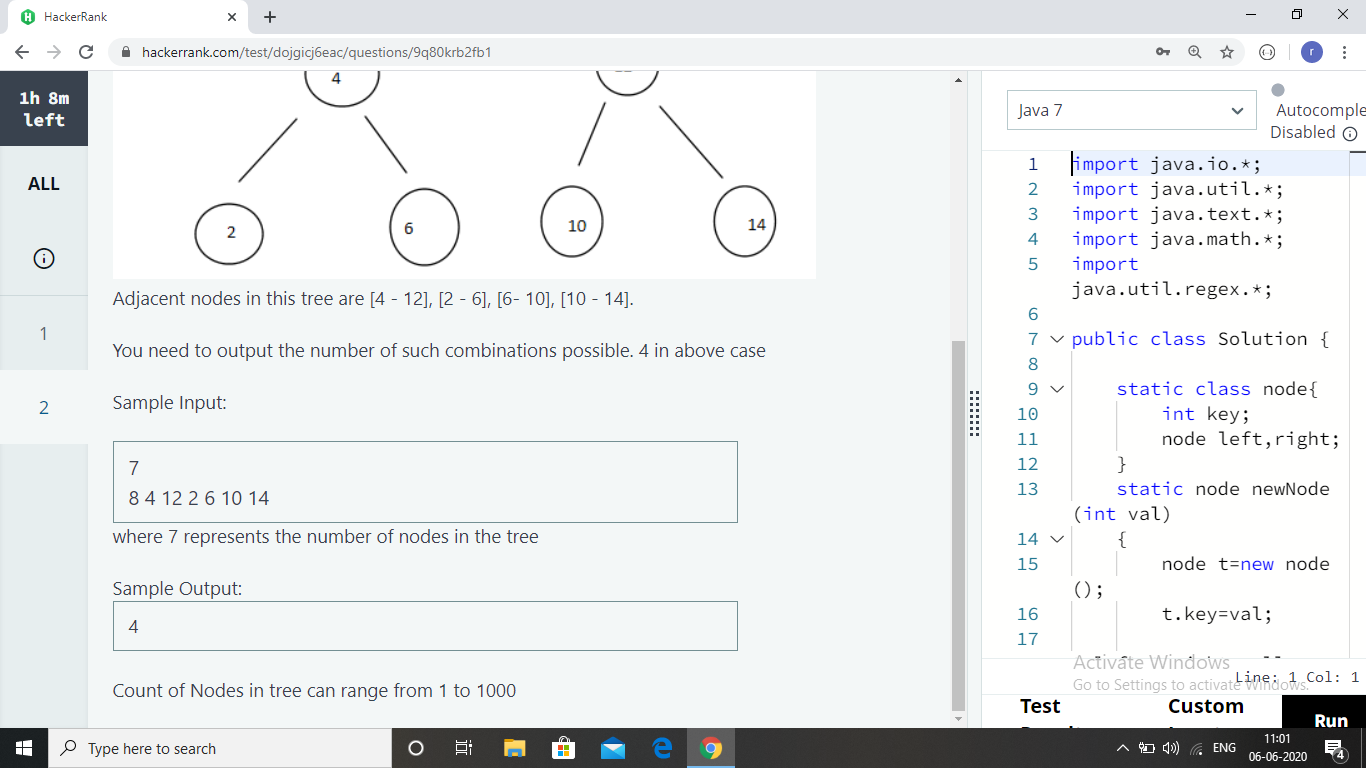 HackerRank
hackerrank.com/test/dojgicj6eac/questions/9q80krb2fb1
r
1h 8m
left
ALL
1
2
4
2
6
10
14
Adjacent nodes in this tree are [4 - 12], [2 - 6], [6- 10], [10 - 14].
You need to output the number of such combinations possible. 4 in above case
Sample Input:
7
8 4 12 2 6 10 14
where 7 represents the number of nodes in the tree
Sample Output:
4
Count of Nodes in tree can range from 1 to 1000
Java 7
Autocomple
Disabled
1 import java.io.*;
2 import java.util.*;
3 import java.text.*;
4 import java.math.*;
5 import
java.util.regex.*;
6
7 public class Solution {
8
9 static class node{
10 int key;
11 node left,right;
12 }
13 static node newNode
(int val)
14 {
15 node t=new node
();
16 t.key=val;
17
Activate Windows
Go to Settings to activate Windows.
Line: 1 Col: 1
Test
Custom
Run
Type here to search
ENG
11:01
06-06-2020
4